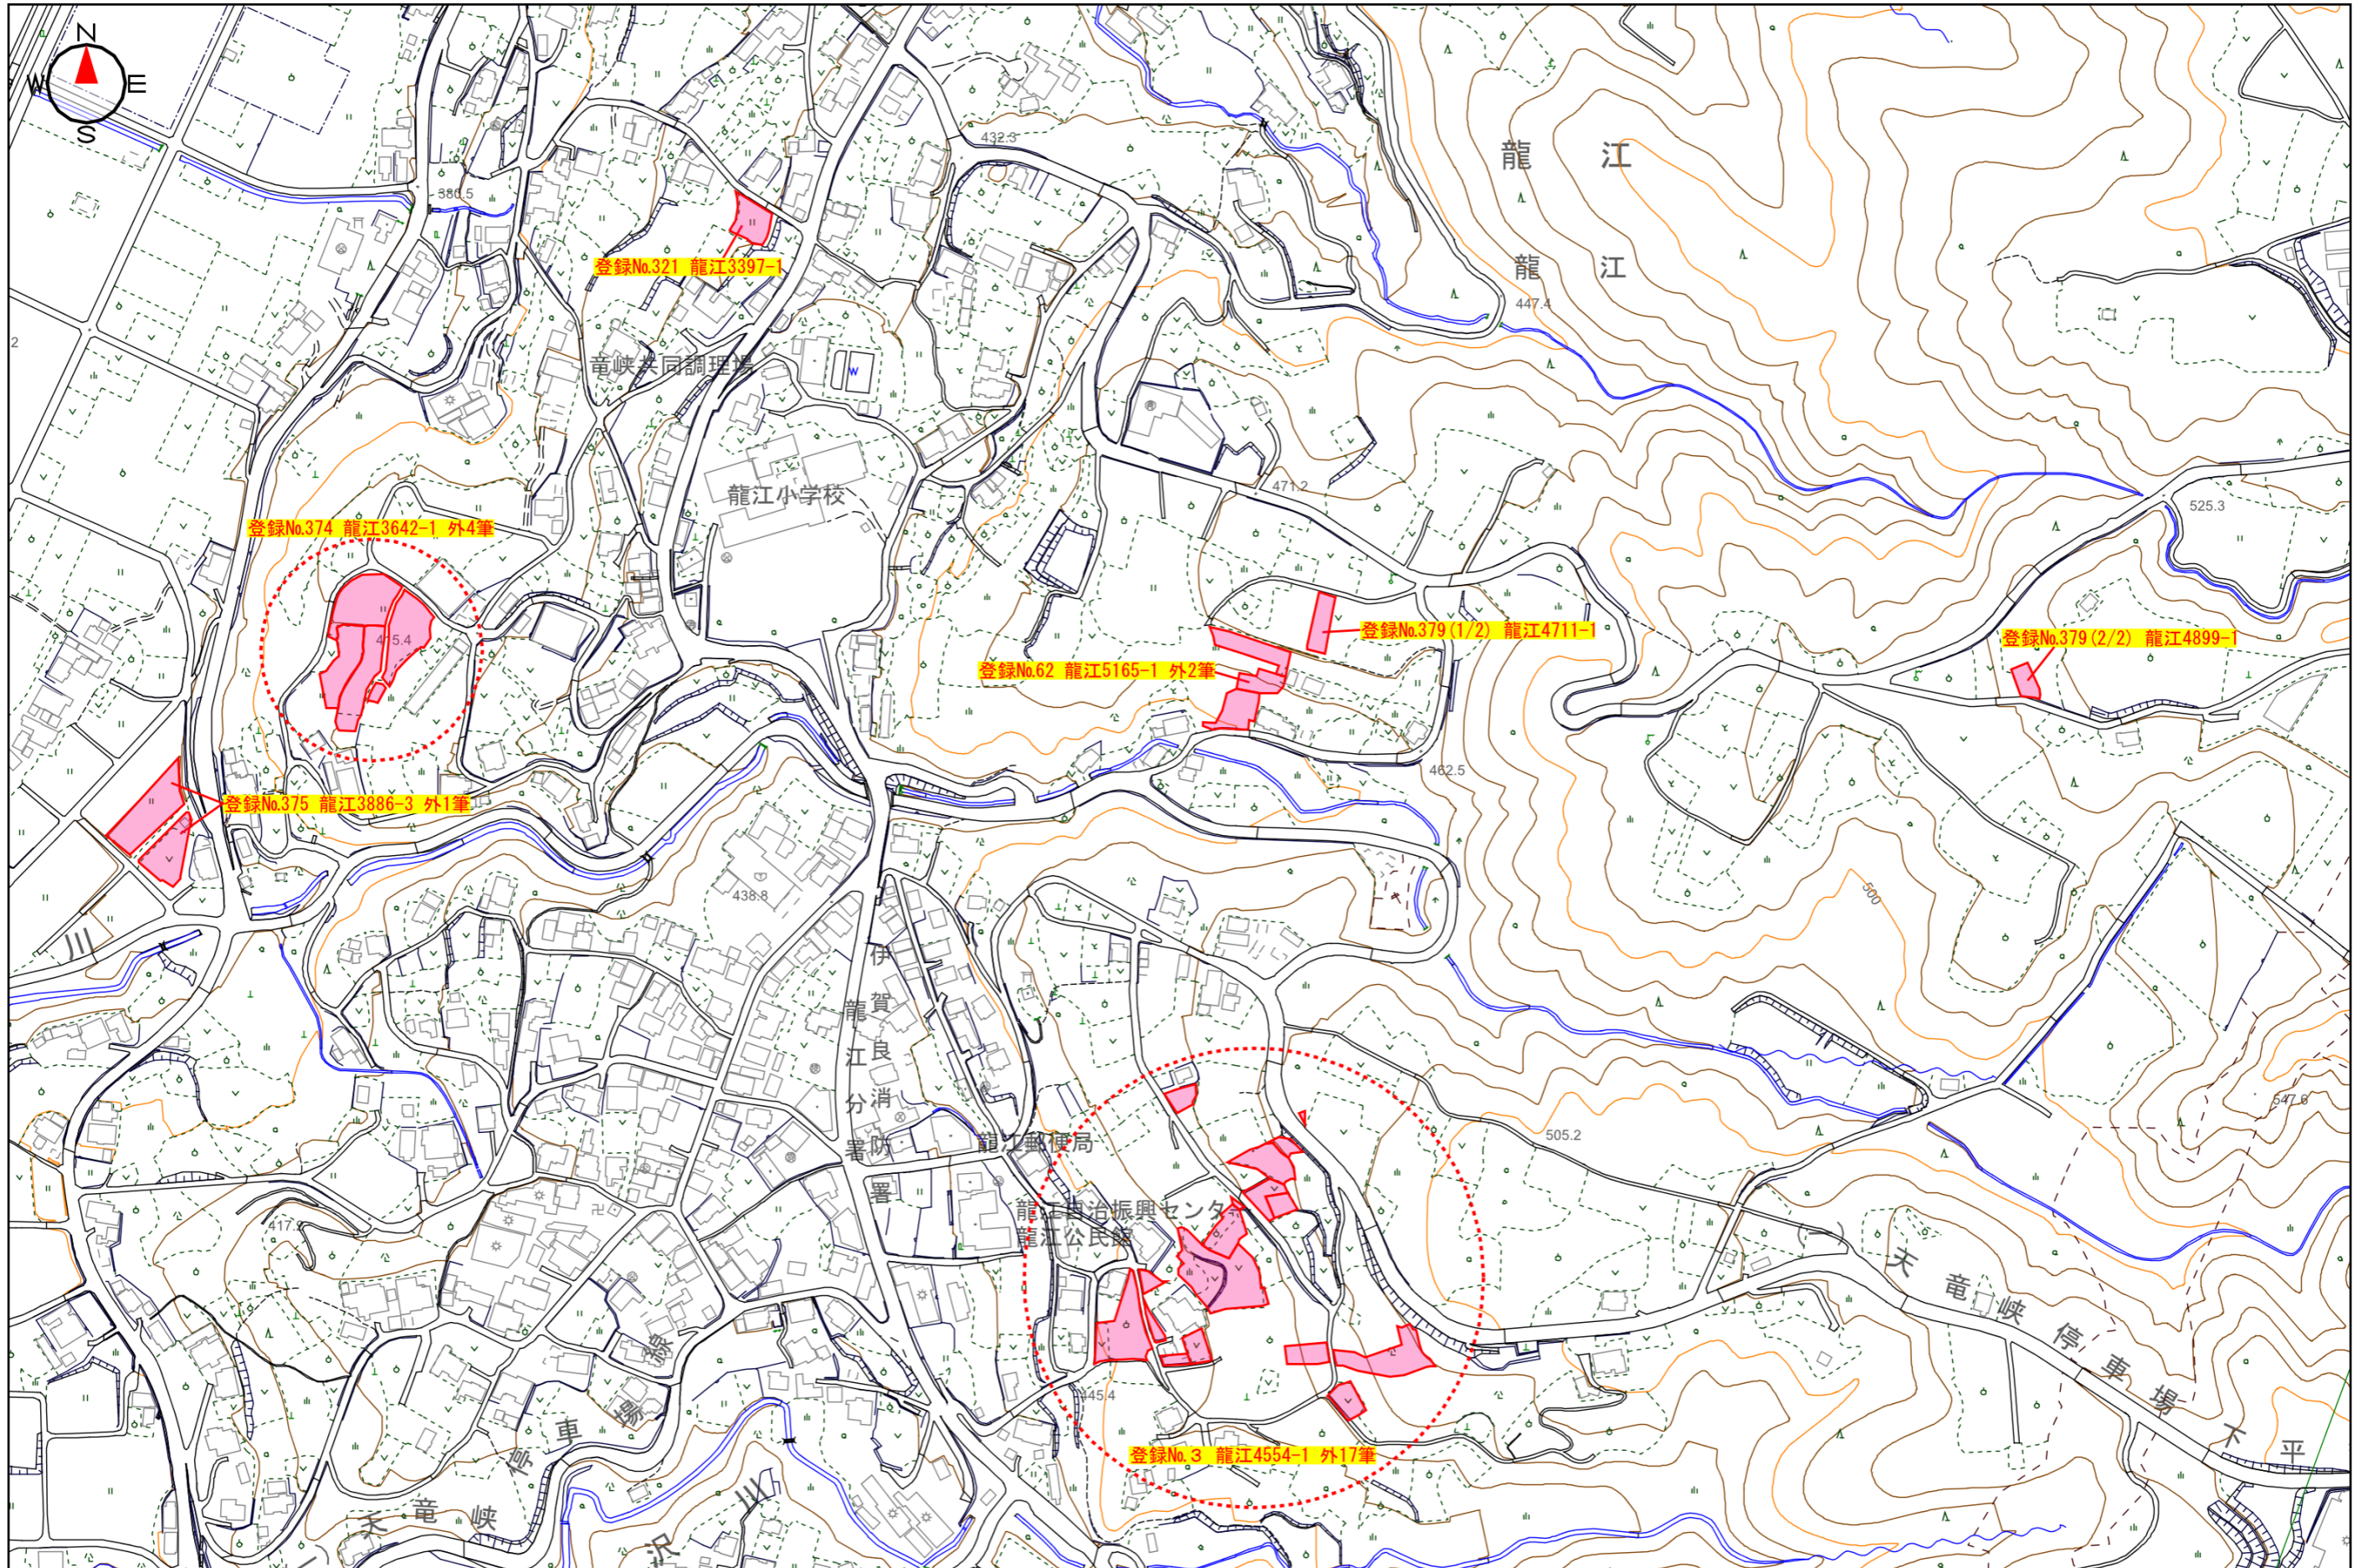 N
W
E
S
432.3
380.5
龍 江
龍 江
447.4
登録No.321 龍江3397-1
2
竜峡共同調理場
W
龍江小学校
471.2
525.3
登録No.374 龍江3642-1 外4筆
415.4
登録No.379(1/2) 龍江4711-1
登録No.379(2/2) 龍江4899-1
登録No.62 龍江5165-1 外2筆
462.5
登録No.375 龍江3886-3 外1筆
438.8
500
川
伊賀良消防署
龍江分署
547.6
505.2
龍江郵便局
龍江自治振興センター
龍江公民館
417.
(一)天竜峡停車場下平
445.4
登録No.3 龍江4554-1 外17筆
天竜峡停車場線
沢川